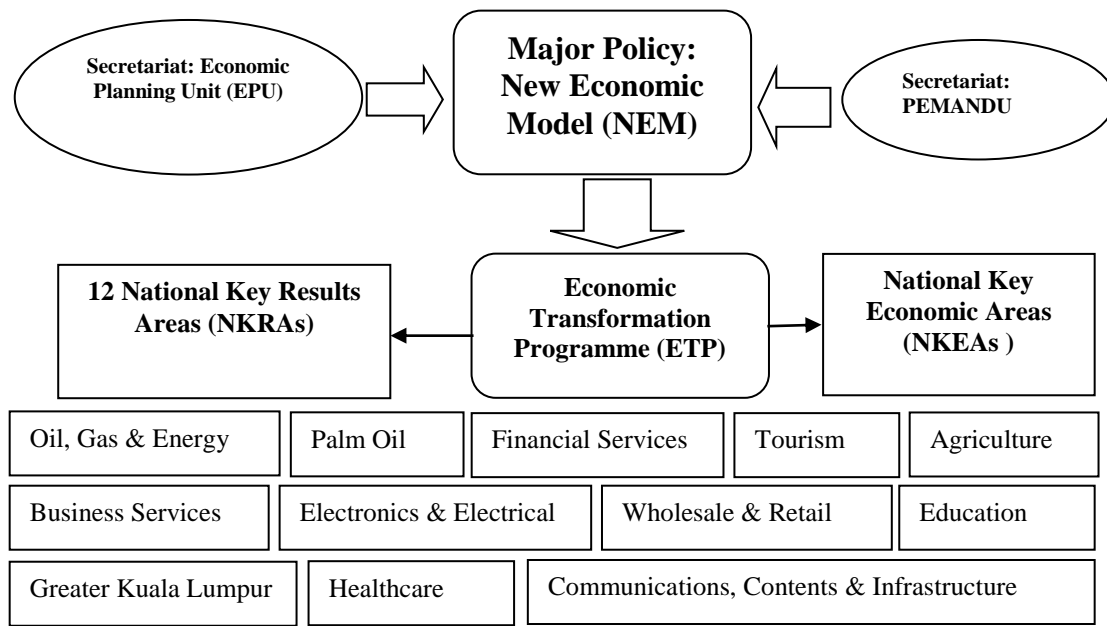 Secretariat: Economic
Planning Unit (EPU)
Major Policy:
New Economic
Model (NEM)
Secretariat:
PEMANDU
12 National Key Results
Areas (NKRAs)
Economic
Transformation
Programme (ETP)
National Key
Economic Areas
(NKEAs )
Oil, Gas & Energy
Palm Oil
Financial Services
Tourism
Agriculture
Business Services
Electronics & Electrical
Wholesale & Retail
Education
Greater Kuala Lumpur
Healthcare
Communications, Contents & Infrastructure